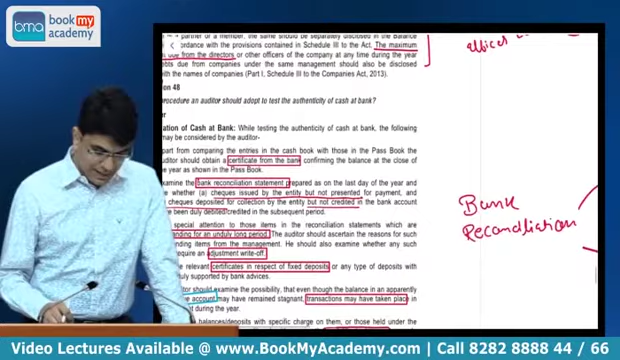 bma
book my
academy
partner or a member, the same should be separately disclosed in the Balance
ccordance with the provisions contained in Schedule III to the Act. The maximum
due from the directors or other officers of the company at any time during the year
ebts due from companies under the same management should also be disclosed
with the names of companies (Part I, Schedule III to the Companies Act, 2013).
on 48
procedure an auditor should adopt to test the authenticity of cash at bank?
er
ation of Cash at Bank: While testing the authenticity of cash at bank, the following
may be considered by the auditor-
part from comparing the entries in the cash book with those in the Pass Book the
auditor should obtain a certificate from the bank confirming the balance at the close of
year as shown in the Pass Book.
xamine the bank reconciliation statement prepared as on the last day of the year and
e whether (a) cheques issued by the entity but not presented for payment, and
cheques deposited for collection by the entity but not credited in the bank account
been duly debited/credited in the subsequent period.
special attention to those items in the reconciliation statements which are
anding for an unduly long period. The auditor should ascertain the reasons for such
nding items from the management. He should also examine whether any such
require an adjustment write-off.
relevant certificates in respect of fixed deposits or any type of deposits with
uly supported by bank advices.
ditor should examine the possibility, that even though the balance in an apparently
account may have remained stagnant, transactions may have taken place in
nt during the year.
balances/deposits with specific charge on them, or those held under the
Bank
Reconciliation
Video Lectures Available @ www.BookMyAcademy.com | Call 8282 8888 44 / 66